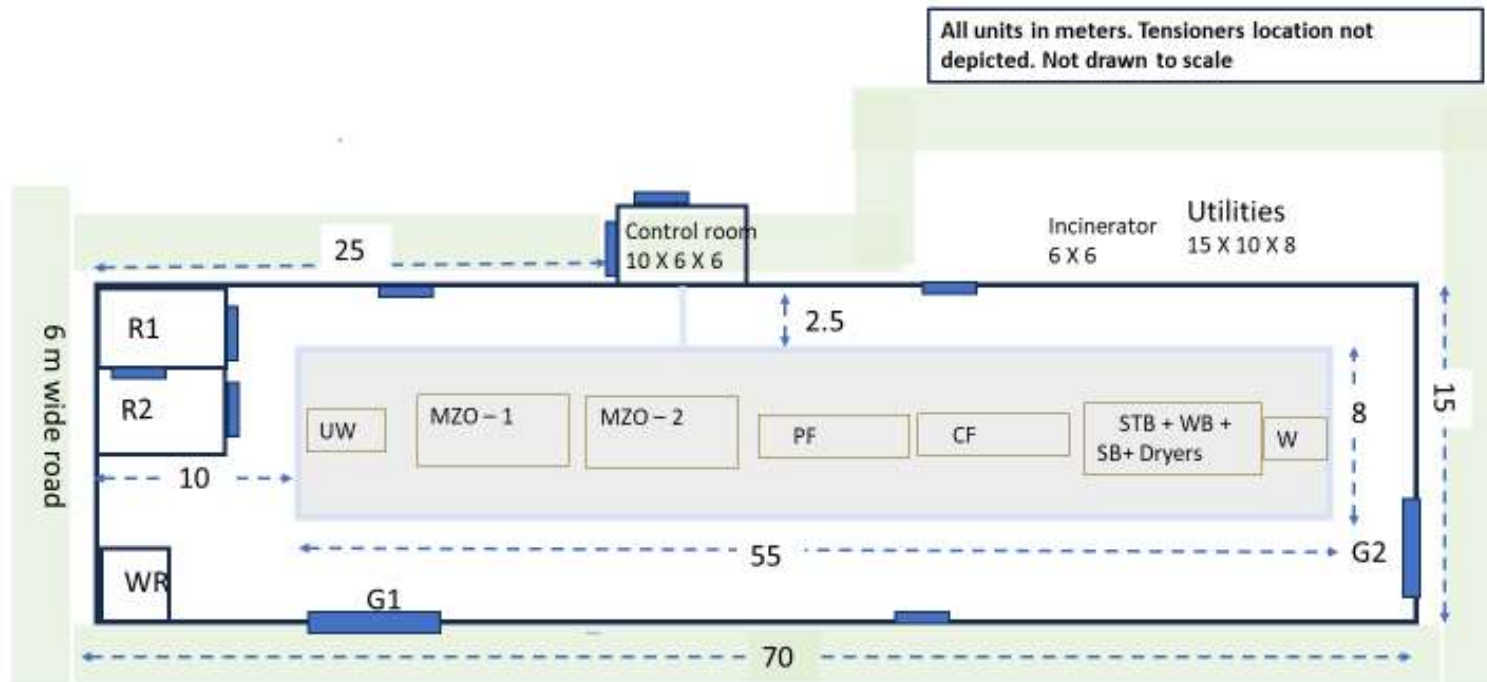 All units in meters. Tensioners location not
depicted. Not drawn to scale
Control room
10 X 6 X 6
Incinerator
6 X 6
Utilities
15 X 10 X 8
25
2.5
R1
R2
6 m wide road
UW
MZO – 1
MZO – 2
PF
CF
STB + WB +
SB+ Dryers
W
8
15
10
55
G2
WR
G1
70